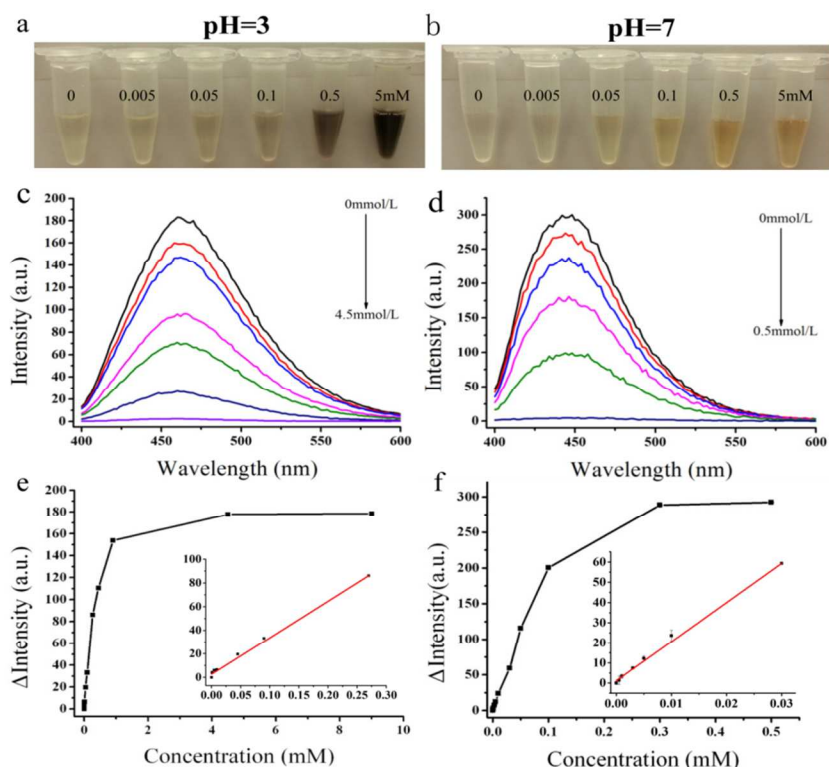 a pH=3 b pH=7
0 0.005 0.05 0.1 0.5 5mM
0 0.005 0.05 0.1 0.5 5mM
c
200
180
160
140
120
100
80
60
40
20
0
Intensity (a.u.)
0mmol/L
4.5mmol/L
400 450 500 550 600
Wavelength (nm)
d
300
250
200
150
100
50
0
Intensity (a.u.)
0mmol/L
0.5mmol/L
400 450 500 550 600
Wavelength (nm)
e
200
180
160
140
120
100
80
60
40
20
0
ΔIntensity (a.u.)
0 2 4 6 8 10
Concentration (mM)
100
80
60
40
20
0
0.00 0.05 0.10 0.15 0.20 0.25 0.30
f
300
250
200
150
100
50
0
ΔIntensity(a.u.)
0.0 0.1 0.2 0.3 0.4 0.5
Concentration (mM)
60
50
40
30
20
10
0
0.00 0.01 0.02 0.03